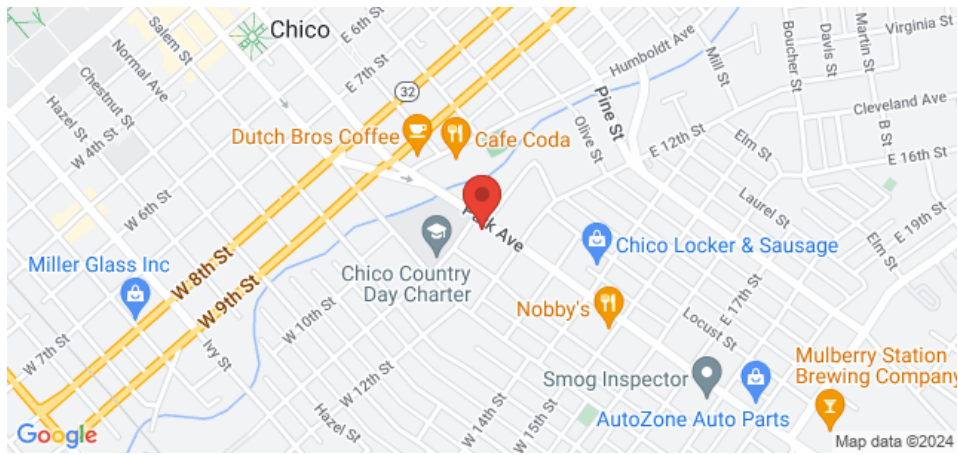 Chico
Salem St
Normal Ave
Chestnut St
Hazel St
W 4th St
E 6th St
E 7th St
32
Humboldt Ave
Mill St
Virginia St
Boucher St
Davis St
Martin St
Cleveland Ave
B St
E 16th St
Pine St
Olive St
E 12th St
Elm St
Dutch Bros Coffee
Cafe Coda
W 6th St
Park Ave
Laurel St
E 19th St
Elm St
Miller Glass Inc
W 8th St
W 9th St
Chico Country
Day Charter
Chico Locker & Sausage
Nobby's
E 17th St
Locust St
W 7th St
Ivy St
W 10th St
W 12th St
Hazel St
W 14th St
W 15th St
Smog Inspector
AutoZone Auto Parts
Mulberry Station
Brewing Company
Google
Map data ©2024